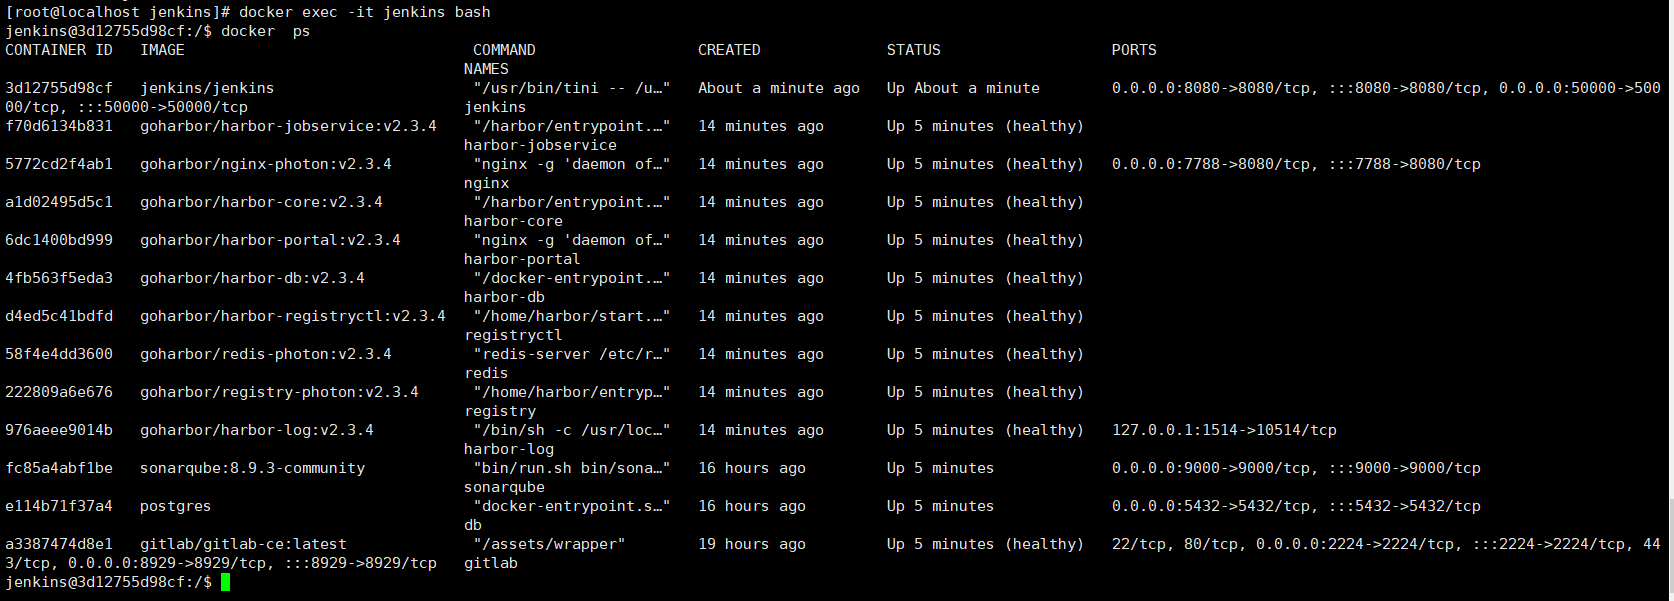 [root@localhost jenkins]# docker exec -it jenkins bash
jenkins@3d12755d98cf:/$ docker  ps
CONTAINER ID   IMAGE                                COMMAND                  CREATED              STATUS                   PORTS
                                                   NAMES
3d12755d98cf   jenkins/jenkins                      "/usr/bin/tini -- /u…"   About a minute ago   Up About a minute        0.0.0.0:8080->8080/tcp, :::8080->8080/tcp, 0.0.0.0:50000->500
00/tcp, :::50000->50000/tcp                        jenkins
f70d6134b831   goharbor/harbor-jobservice:v2.3.4    "/harbor/entrypoint.…"   14 minutes ago       Up 5 minutes (healthy)
                                                   harbor-jobservice
5772cd2f4ab1   goharbor/nginx-photon:v2.3.4         "nginx -g 'daemon of…"   14 minutes ago       Up 5 minutes (healthy)   0.0.0.0:7788->8080/tcp, :::7788->8080/tcp
                                                   nginx
a1d02495d5c1   goharbor/harbor-core:v2.3.4          "/harbor/entrypoint.…"   14 minutes ago       Up 5 minutes (healthy)
                                                   harbor-core
6dc1400bd999   goharbor/harbor-portal:v2.3.4        "nginx -g 'daemon of…"   14 minutes ago       Up 5 minutes (healthy)
                                                   harbor-portal
4fb563f5eda3   goharbor/harbor-db:v2.3.4            "/docker-entrypoint.…"   14 minutes ago       Up 5 minutes (healthy)
                                                   harbor-db
d4ed5c41bdfd   goharbor/harbor-registryctl:v2.3.4   "/home/harbor/start.…"   14 minutes ago       Up 5 minutes (healthy)
                                                   registryctl
58f4e4dd3600   goharbor/redis-photon:v2.3.4         "redis-server /etc/r…"   14 minutes ago       Up 5 minutes (healthy)
                                                   redis
222809a6e676   goharbor/registry-photon:v2.3.4      "/home/harbor/entryp…"   14 minutes ago       Up 5 minutes (healthy)
                                                   registry
976aeee9014b   goharbor/harbor-log:v2.3.4           "/bin/sh -c /usr/loc…"   14 minutes ago       Up 5 minutes (healthy)   127.0.0.1:1514->10514/tcp
                                                   harbor-log
fc85a4abf1be   sonarqube:8.9.3-community            "bin/run.sh bin/sona…"   16 hours ago         Up 5 minutes             0.0.0.0:9000->9000/tcp, :::9000->9000/tcp
                                                   sonarqube
e114b71f37a4   postgres                             "docker-entrypoint.s…"   16 hours ago         Up 5 minutes             0.0.0.0:5432->5432/tcp, :::5432->5432/tcp
                                                   db
a3387474d8e1   gitlab/gitlab-ce:latest              "/assets/wrapper"        19 hours ago         Up 5 minutes (healthy)   22/tcp, 80/tcp, 0.0.0.0:2224->2224/tcp, :::2224->2224/tcp, 44
3/tcp, 0.0.0.0:8929->8929/tcp, :::8929->8929/tcp   gitlab
jenkins@3d12755d98cf:/$